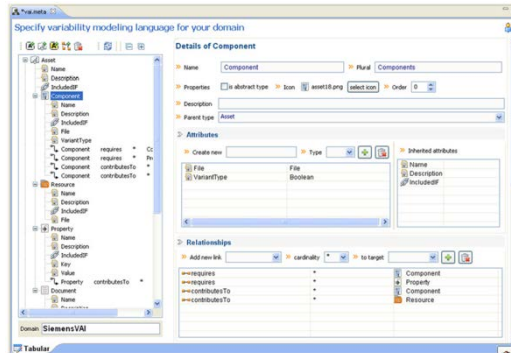 *vai.meta
Specify variability modeling language for your domain
Asset
Name
Description
IncludedIF
Component
Name
Description
IncludedIF
File
VariantType
Component requires * Co
Component requires * Pr
Component contributesTo *
Component contributesTo *
Resource
Name
Description
IncludedIF
File
Property
Name
Description
IncludedIF
Key
Value
Property contributesTo *
Document
Name
Description
Domain SiemensVAI
Tabular
Details of Component
Name Component Plural Components
Properties is abstract type Icon asset18.png select icon Order 0
Description
Parent type Asset
Attributes
Create new Type Inherited attributes
File File
VariantType Boolean
Name
Description
IncludedIF
Relationships
Add new link cardinality * to target
requires * Component
requires * Property
contributesTo * Component
contributesTo * Resource